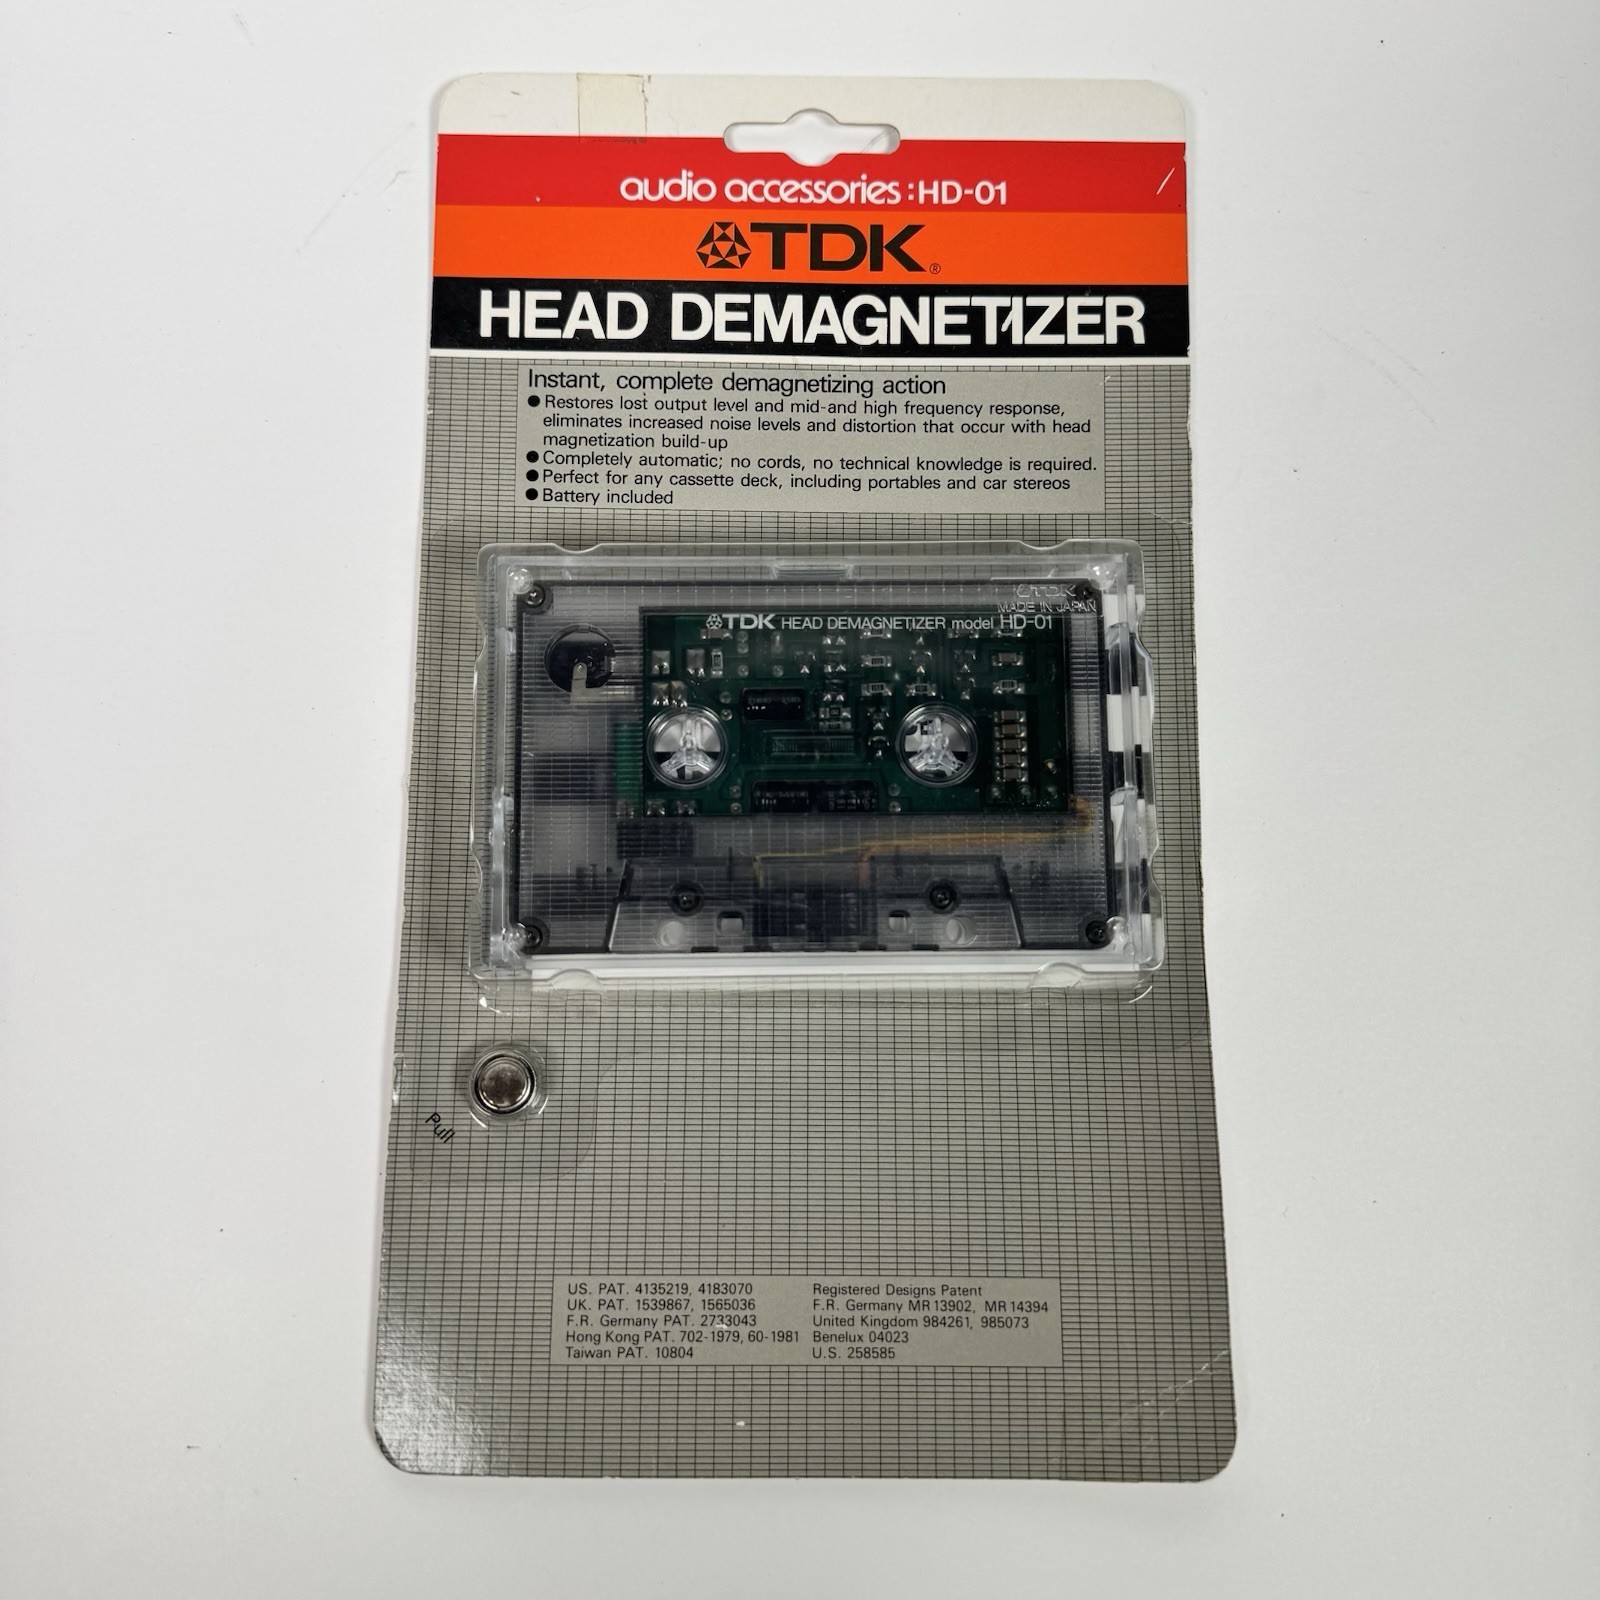 audio accessories:HD-01
TDK®
HEAD DEMAGNETIZER
Instant, complete demagnetizing action
● Restores lost output level and mid-and high frequency response,
eliminates increased noise levels and distortion that occur with head
magnetization build-up
● Completely automatic; no cords, no technical knowledge is required.
● Perfect for any cassette deck, including portables and car stereos
● Battery included
TDK
MADE IN JAPAN
TDK HEAD DEMAGNETIZER model HD-01
Pull
US. PAT. 4135219, 4183070
UK. PAT. 1539867, 1565036
F.R. Germany PAT. 2733043
Hong Kong PAT. 702-1979, 60-1981
Taiwan PAT. 10804
Registered Designs Patent
F.R. Germany MR 13902, MR 14394
United Kingdom 984261, 985073
Benelux 04023
U.S. 258585